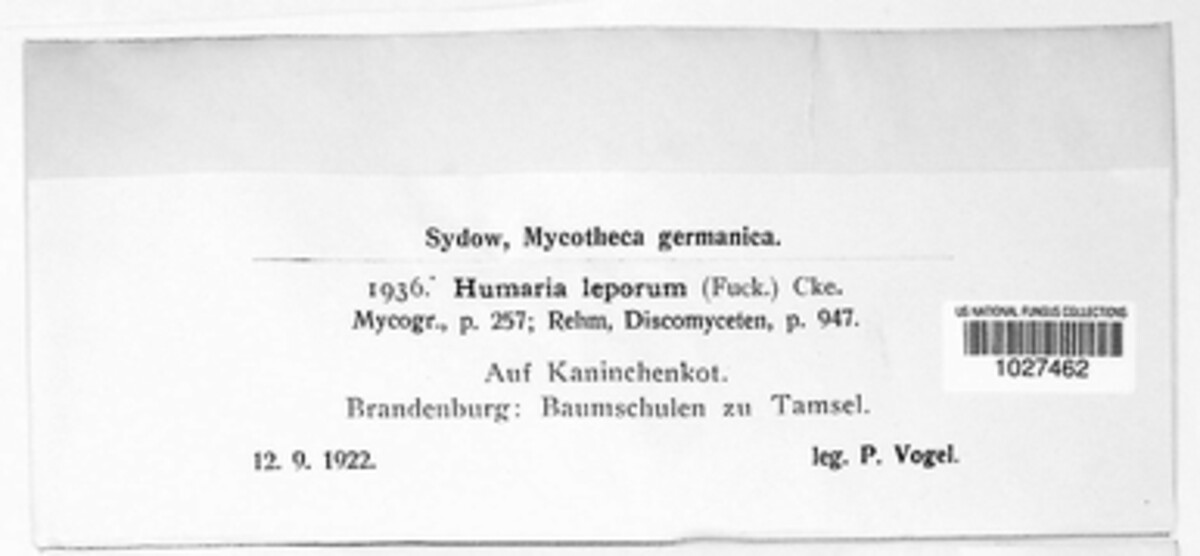 Sydow, Mycotheca germanica.
1936. Humaria leporum (Fuck.) Cke.
Mycogr., p. 257; Rehm, Discomyceten, p. 947.
Auf Kaninchenkot.
Brandenburg: Baumschulen zu Tamsel.
12. 9. 1922.
leg. P. Vogel.
US NATIONAL FUNGUS COLLECTIONS
1027462